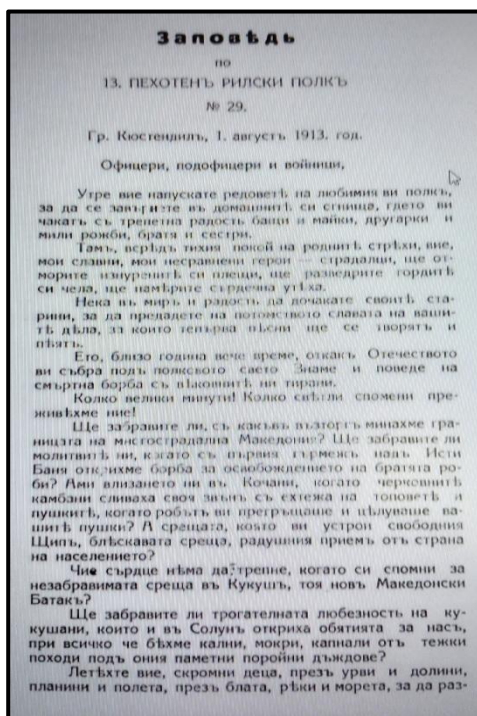 Заповѣдь
по
13. ПЕХОТЕНЪ РИЛСКИ ПОЛКЪ
№ 29.
Гр. Кюстендилъ, 1. августъ 1913. год.
Офицери, подофицери и войници,
Утре вие напускате редоветѣ на любимия ви полкъ,
за да се завърнете въ домашнитѣ си огнища, гдето ви
чакатъ съ трепетна радость бащи и майки, другарки и
мили рожби, братя и сестри.
Тамъ, всрѣдъ тихия покой на роднитѣ стрѣхи, вие,
мои славни, мои несравнени герои — страдалци, ще от-
морите изнуренитѣ си плещи, ще разведрите гордитѣ
си чела, ще намѣрите сърдечна утѣха.
Нека въ миръ и радость да дочакате своитѣ ста-
рини, за да предадете на потомството славата на ваши-
тѣ дѣла, за които тепърва пѣсни ще се творятъ и
пѣятъ.
Ето, близо година вече време, откакъ Отечеството
ви събра подъ полковото свето Знаме и поведе на
смъртна борба съ вѣковнитѣ ни тирани.
Колко велики минути! Колко свѣтли спомени пре-
живѣхме ние!
Ще забравите ли, съ какъвъ възторгъ минахме гра-
ницата на многострадална Македония? Ще забравите ли
молитвитѣ ни, когато съ първия гърмежъ надъ Исти
Баня открихме борба за освобождението на братята ро-
би? Ами влизането ни въ Кочани, когато черковнитѣ
камбани сливаха своя звънъ съ ехтежа на топоветѣ и
пушкитѣ, когато робътъ ви прегръщаше и цѣлуваше ва-
шитѣ пушки? А срещата, която ви устрои свободния
Щипъ, блѣскавата среща, радушния приемъ отъ страна
на населението?
Чие сърдце нѣма да трепне, когато си спомни за
незабравимата среща въ Кукушъ, тоя новъ Македонски
Батакъ?
Ще забравите ли трогателната любезность на ку-
кушани, които и въ Солунъ откриха обятията за насъ,
при всичко че бѣхме кални, мокри, капнали отъ тежки
походи подъ ония паметни поройни дъждове?
Летѣхте вие, скромни деца, презъ урви и долини,
планини и полета, презъ блата, рѣки и морета, за да раз-